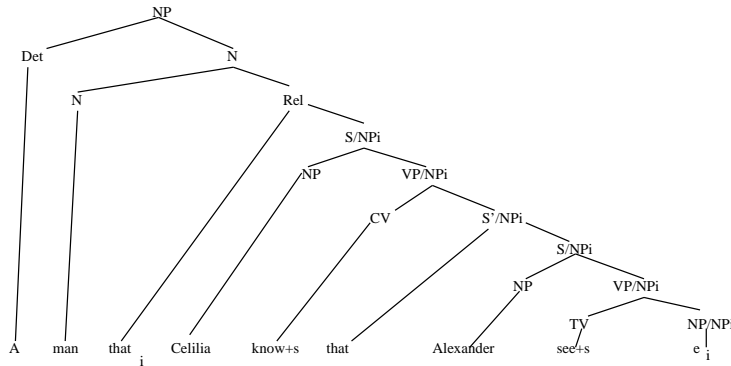 NP
Det N
N Rel
S/NPi
NP VP/NPi
CV S'/NPi
S/NPi
NP VP/NPi
TV NP/NPi
A man that i Celilia know+s that Alexander see+s e i